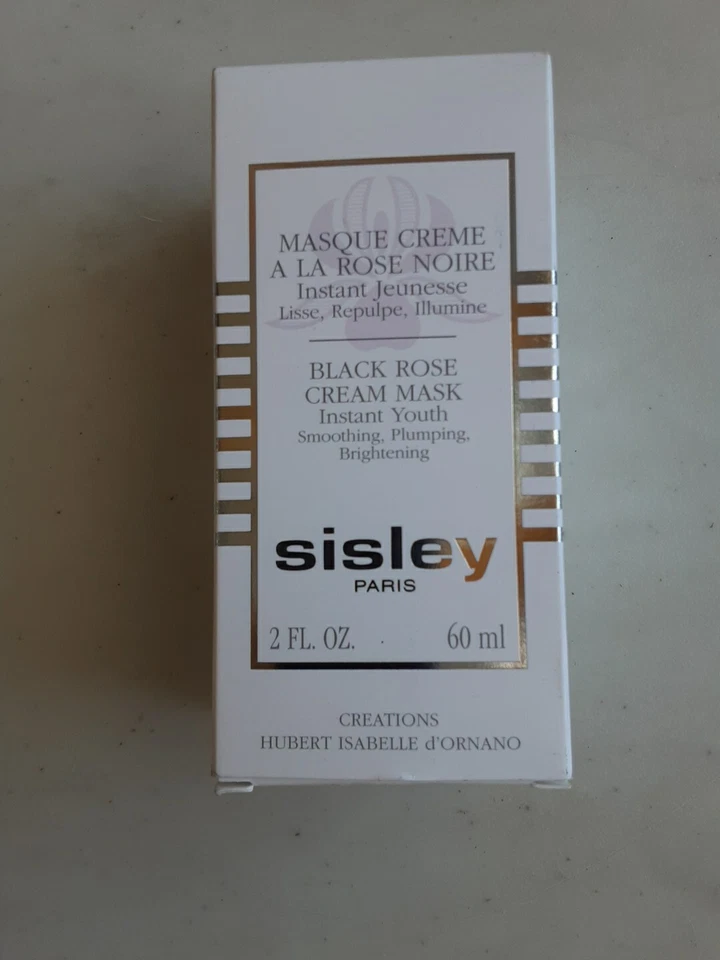 MASQUE CREME
A LA ROSE NOIRE
Instant Jeunesse
Lisse, Repulpe, Illumine
BLACK ROSE
CREAM MASK
Instant Youth
Smoothing, Plumping,
Brightening
sisley
PARIS
2 FL. OZ. 60 ml
CREATIONS
HUBERT ISABELLE d'ORNANO